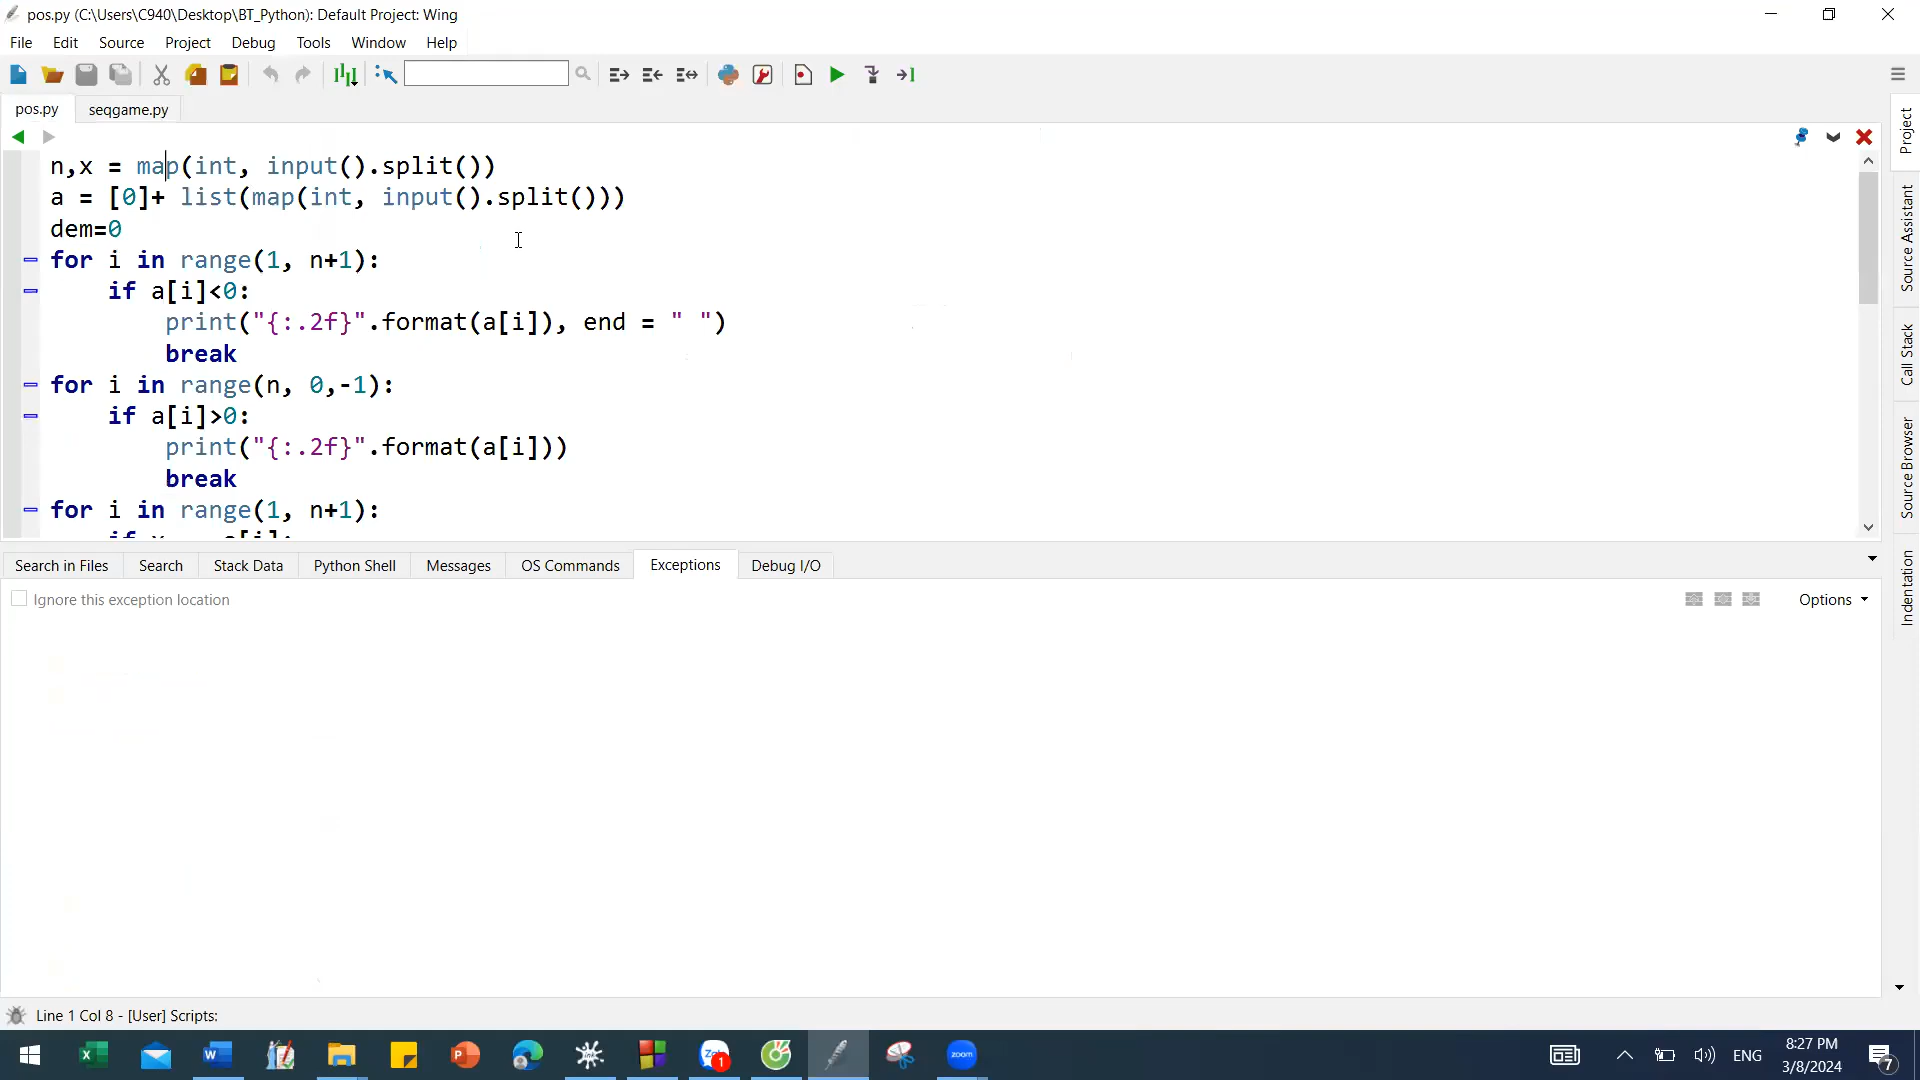 pos.py (C:\Users\C940\Desktop\BT_Python): Default Project: Wing
File Edit Source Project Debug Tools Window Help
pos.py seqgame.py
n,x = map(int, input().split())
a = [0]+ list(map(int, input().split()))
dem=0
for i in range(1, n+1):
    if a[i]<0:
        print("{:.2f}".format(a[i]), end = " ")
        break
for i in range(n, 0,-1):
    if a[i]>0:
        print("{:.2f}".format(a[i]))
        break
for i in range(1, n+1):
Project
Source Assistant
Call Stack
Source Browser
Indentation
Search in Files Search Stack Data Python Shell Messages OS Commands Exceptions Debug I/O
Ignore this exception location Options
Line 1 Col 8 - [User] Scripts:
zoom
1
ENG
8:27 PM
3/8/2024
7